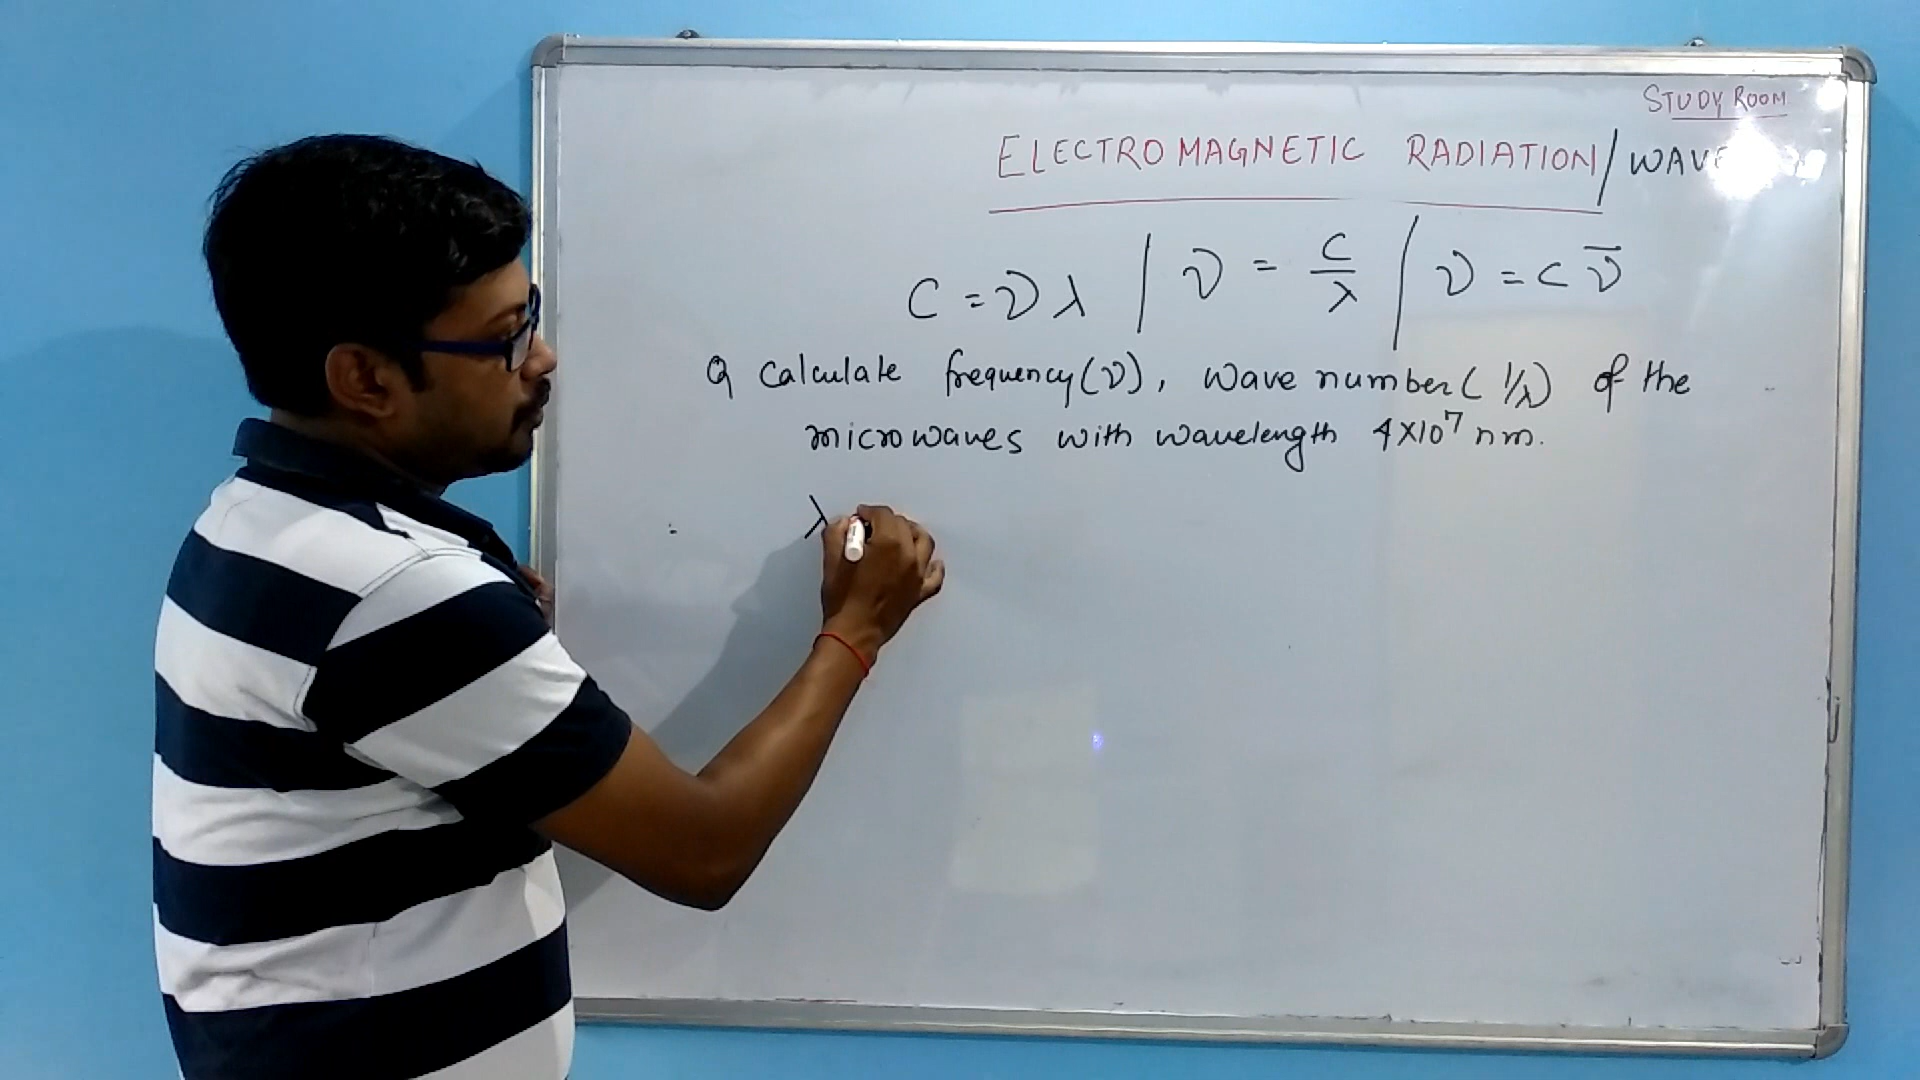 STUDY ROOM
ELECTROMAGNETIC RADIATION/WAVE
C = ν λ | ν = C/λ | ν = C ν̅
Q Calculate frequency(ν), wave number(1/λ) of the
microwaves with wavelength 4×10⁷ nm.
λ